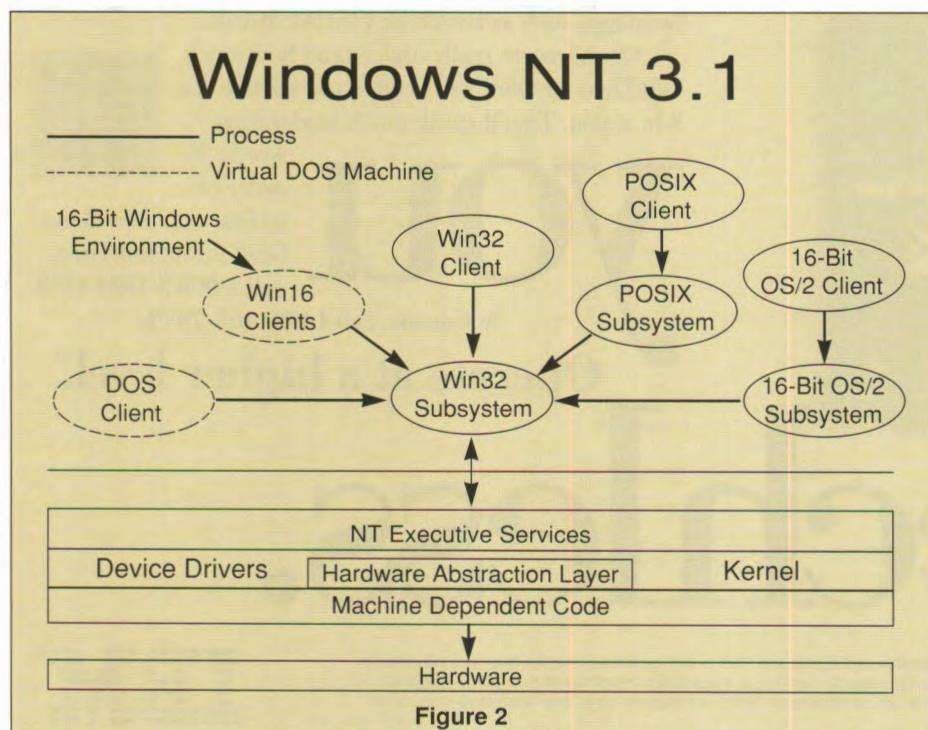 Windows NT 3.1
Process
Virtual DOS Machine
16-Bit Windows
Environment
Win16
Clients
DOS
Client
Win32
Client
POSIX
Client
POSIX
Subsystem
16-Bit
OS/2 Client
16-Bit OS/2
Subsystem
Win32
Subsystem
NT Executive Services
Device Drivers
Hardware Abstraction Layer
Kernel
Machine Dependent Code
Hardware
Figure 2